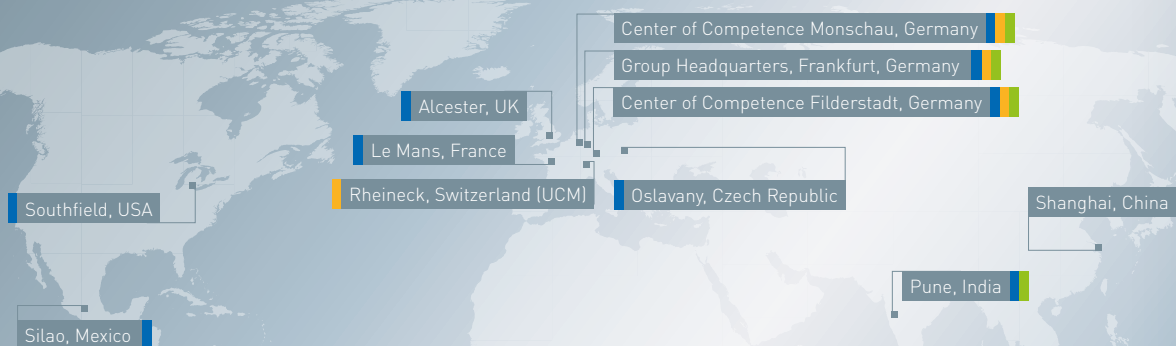 Center of Competence Monschau, Germany
Group Headquarters, Frankfurt, Germany
Center of Competence Filderstadt, Germany
Alcester, UK
Le Mans, France
Rheineck, Switzerland (UCM)
Oslavany, Czech Republic
Southfield, USA
Shanghai, China
Pune, India
Silao, Mexico